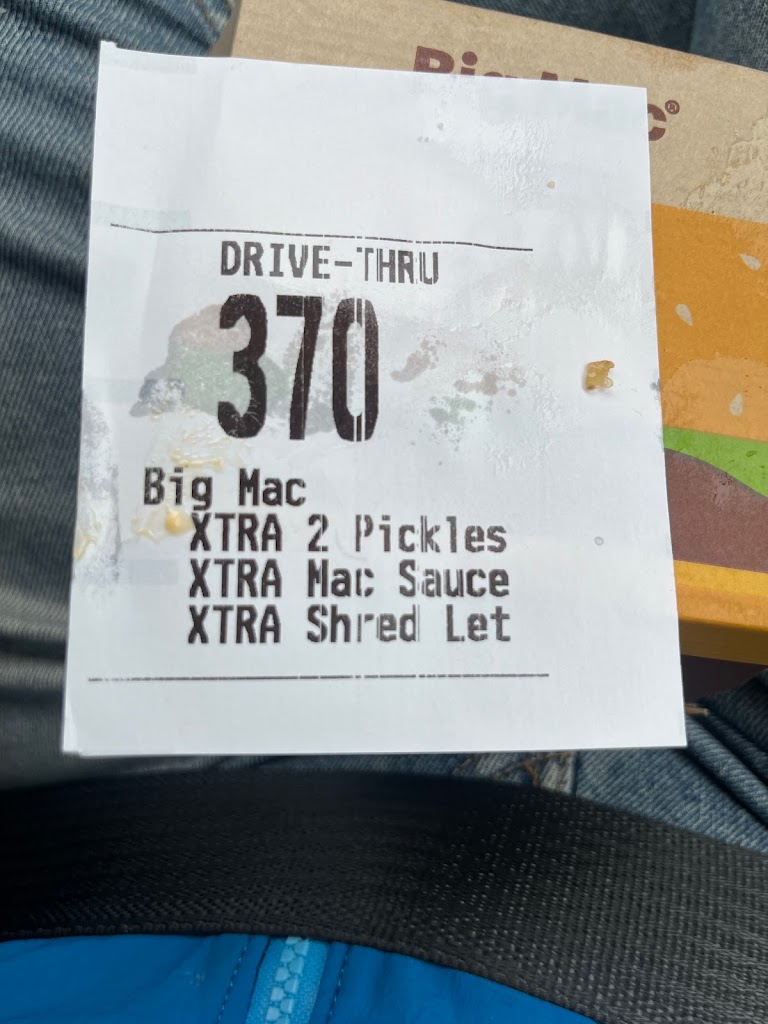 DRIVE-THRU
370
Big Mac
XTRA 2 Pickles
XTRA Mac Sauce
XTRA Shred Let